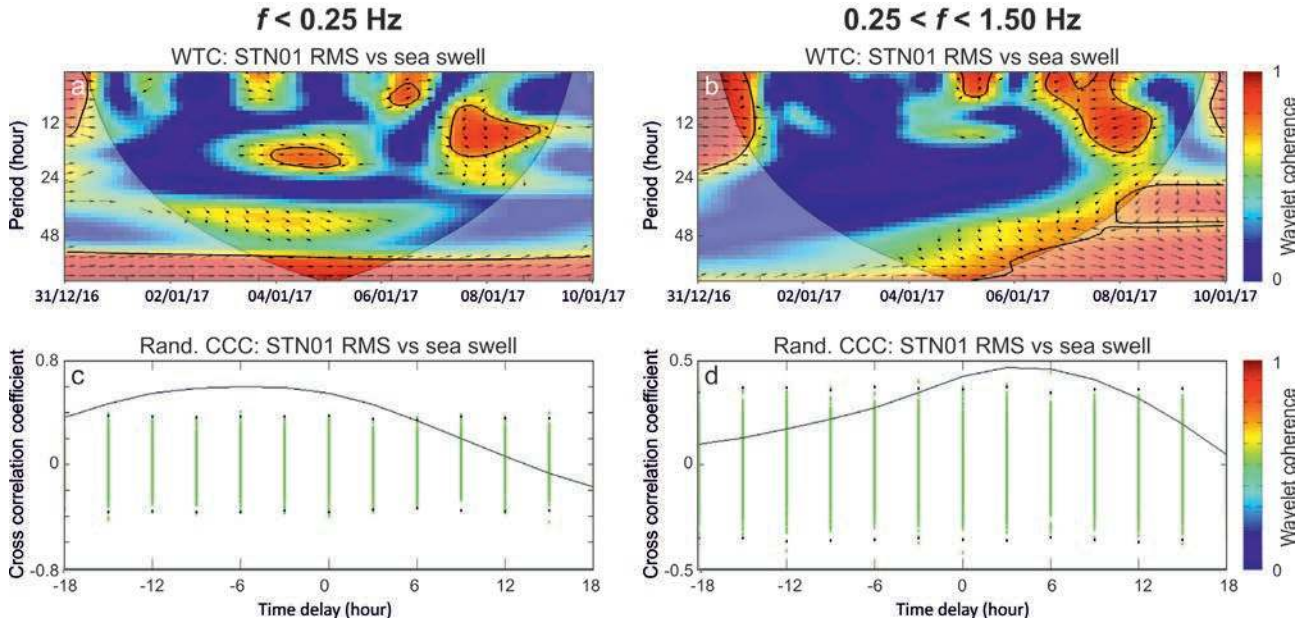 f < 0.25 Hz
0.25 < f < 1.50 Hz
WTC: STN01 RMS vs sea swell
WTC: STN01 RMS vs sea swell
a
b
Period (hour)
12
24
48
31/12/16 02/01/17 04/01/17 06/01/17 08/01/17 10/01/17
Period (hour)
12
24
48
31/12/16 02/01/17 04/01/17 06/01/17 08/01/17 10/01/17
1
0
Wavelet coherence
Rand. CCC: STN01 RMS vs sea swell
Rand. CCC: STN01 RMS vs sea swell
c
d
Cross correlation coefficient
0.8
0
-0.8
-18 -12 -6 0 6 12 18
Time delay (hour)
Cross correlation coefficient
0.5
0
-0.5
-18 -12 -6 0 6 12 18
Time delay (hour)
1
0
Wavelet coherence